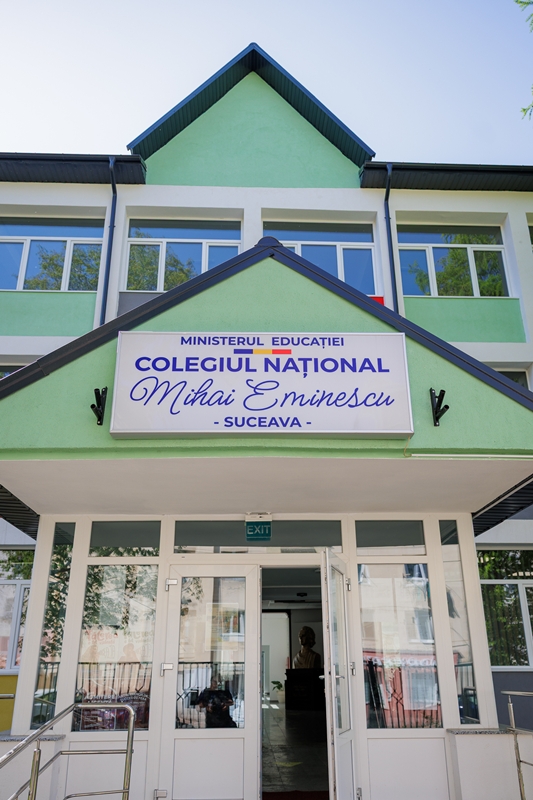 MINISTERUL EDUCAȚIEI
COLEGIUL NAȚIONAL
Mihai Eminescu
- SUCEAVA -
EXIT